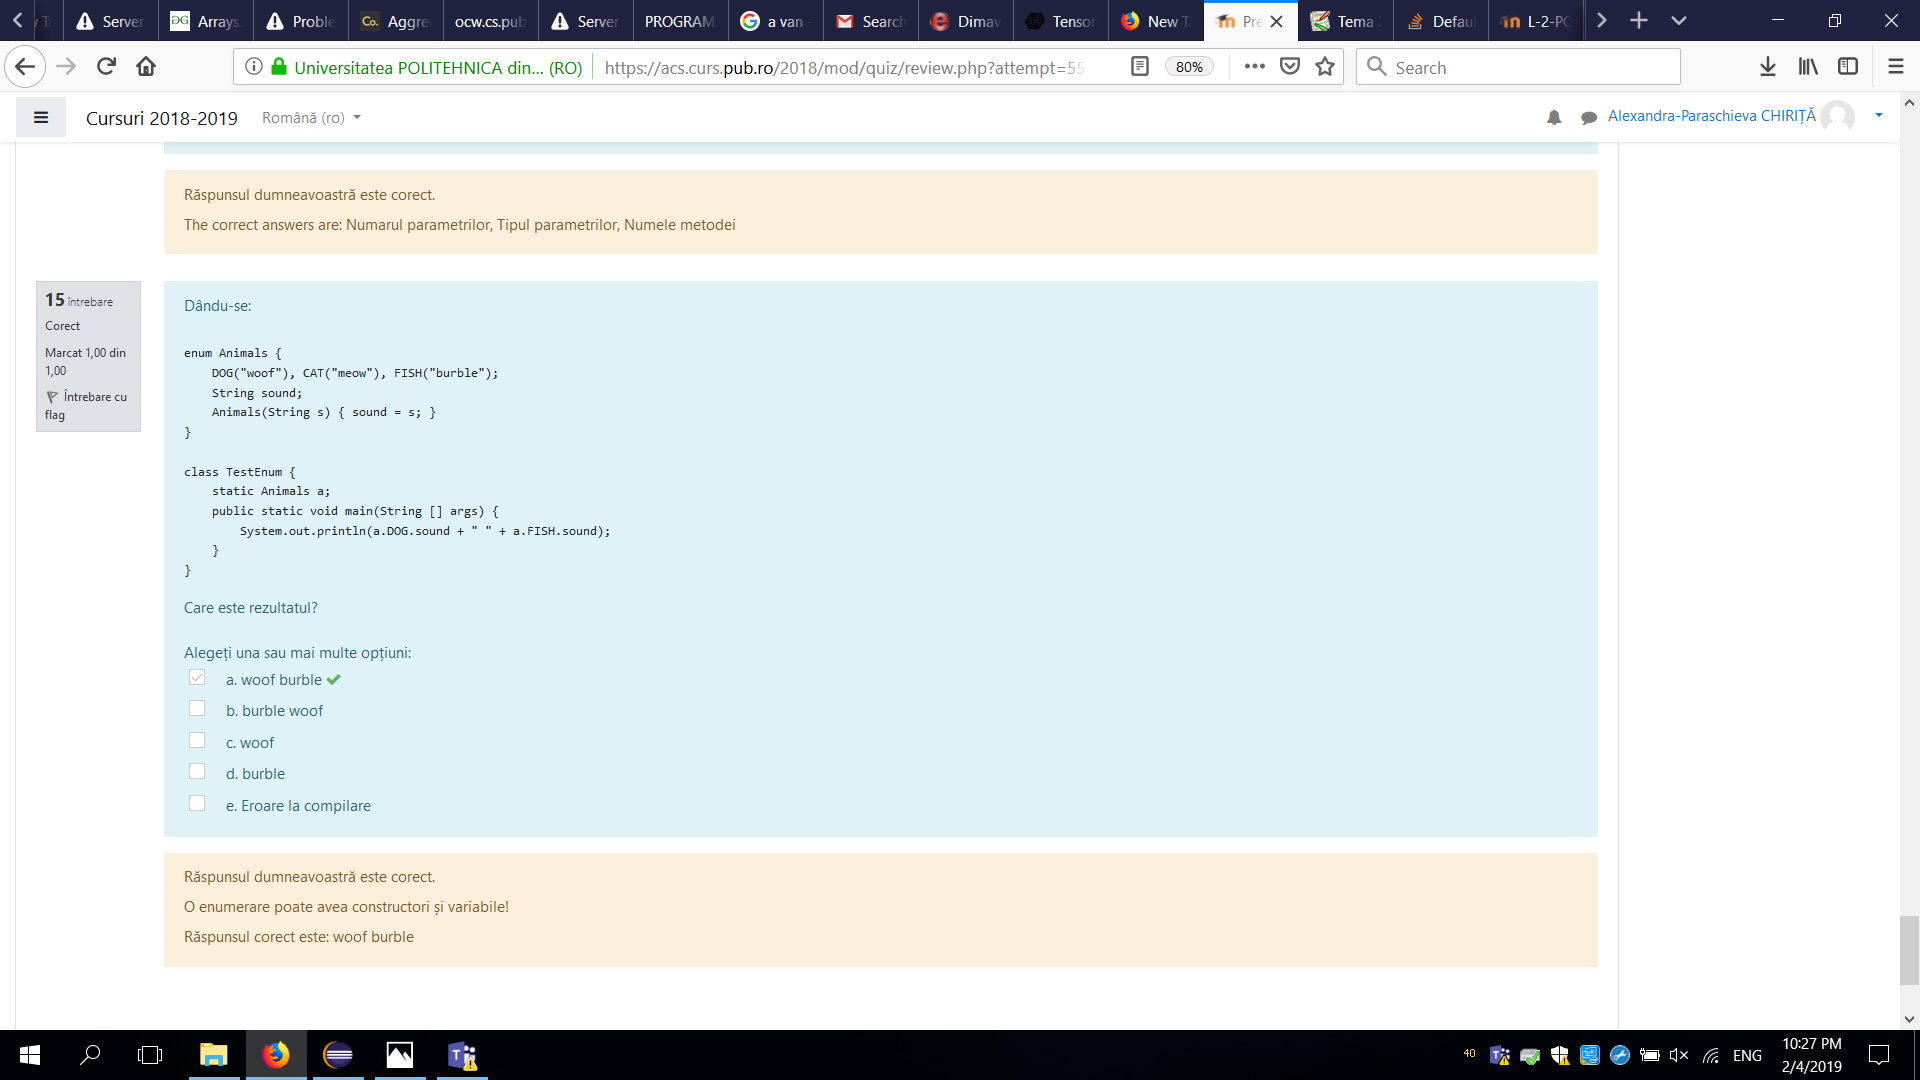 Server
Arrays
Proble
Co. Aggre
ocw.cs.pub
Server
PROGRAM
a van
Search
Dimav
Tensor
New Ta
Pre
Tema
Defau
L-2-PC
Universitatea POLITEHNICA din... (RO)
https://acs.curs.pub.ro/2018/mod/quiz/review.php?attempt=55
80%
Search
Cursuri 2018-2019
Română (ro)
Alexandra-Paraschieva CHIRIȚĂ
Răspunsul dumneavoastră este corect.
The correct answers are: Numarul parametrilor, Tipul parametrilor, Numele metodei
15 întrebare
Corect
Marcat 1,00 din
1,00
Întrebare cu
flag
Dându-se:
enum Animals {
DOG("woof"), CAT("meow"), FISH("burble");
String sound;
Animals(String s) { sound = s; }
}
class TestEnum {
static Animals a;
public static void main(String [] args) {
System.out.println(a.DOG.sound + " " + a.FISH.sound);
}
}
Care este rezultatul?
Alegeți una sau mai multe opțiuni:
a. woof burble
b. burble woof
c. woof
d. burble
e. Eroare la compilare
Răspunsul dumneavoastră este corect.
O enumerare poate avea constructori și variabile!
Răspunsul corect este: woof burble
40
ENG
10:27 PM
2/4/2019